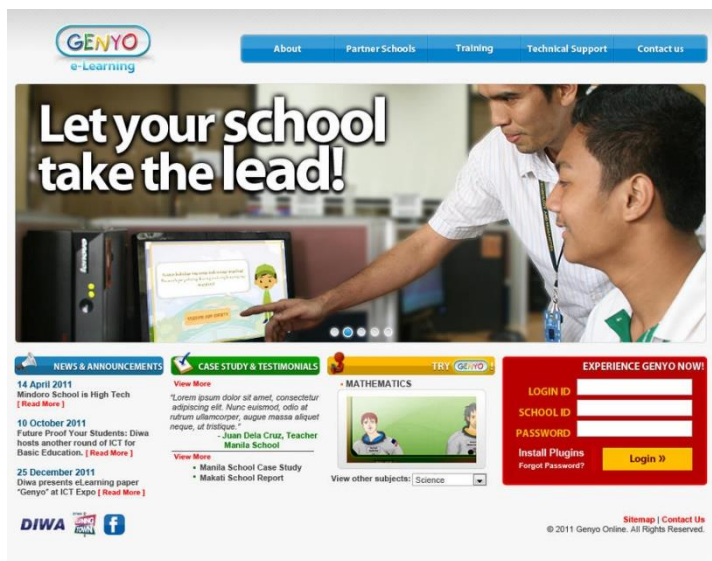 GENYO
e-Learning
About
Partner Schools
Training
Technical Support
Contact us
Let your school
take the lead!
lenovo
NEWS & ANNOUNCEMENTS
14 April 2011
Mindoro School is High Tech
[ Read More ]
10 October 2011
Future Proof Your Students: Diwa
hosts another round of ICT for
Basic Education. [ Read More ]
25 December 2011
Diwa presents eLearning paper
"Genyo" at ICT Expo [ Read More ]
CASE STUDY & TESTIMONIALS
View More
"Lorem ipsum dolor sit amet, consectetur
adipiscing elit. Nunc euismod, odio at
rutrum ullamcorper, augue massa aliquet
neque, ut tristique."
- Juan Dela Cruz, Teacher
Manila School
View More
• Manila School Case Study
• Makati School Report
TRY GENYO !
• MATHEMATICS
View other subjects: Science
EXPERIENCE GENYO NOW!
LOGIN ID
SCHOOL ID
PASSWORD
Install Plugins
Forgot Password?
Login »
DIWA
f
Sitemap | Contact Us
© 2011 Genyo Online. All Rights Reserved.